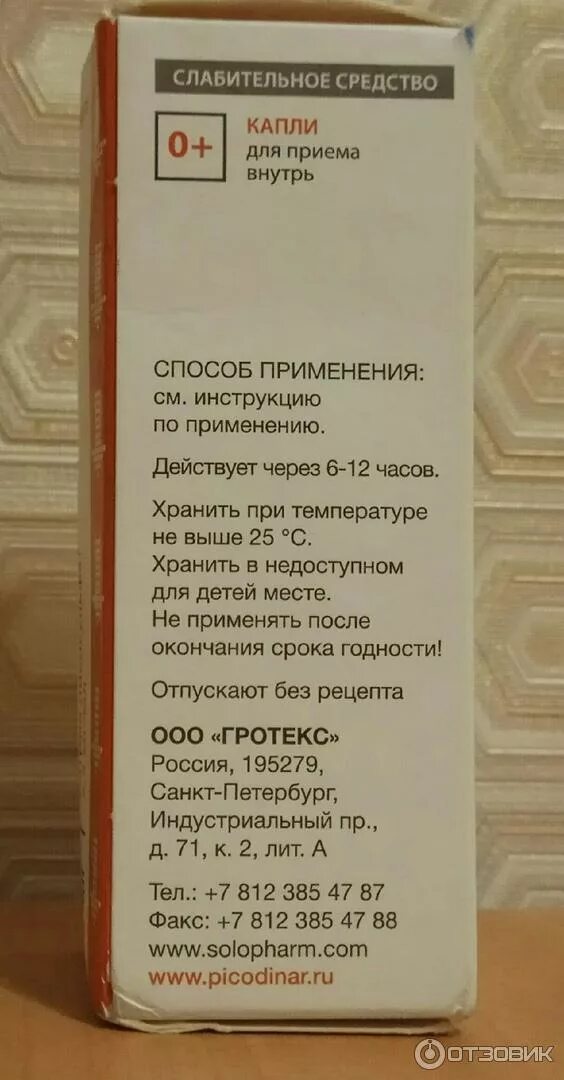 СЛАБИТЕЛЬНОЕ СРЕДСТВО
0+
КАПЛИ
для приема
внутрь
СПОСОБ ПРИМЕНЕНИЯ:
см. инструкцию
по применению.
Действует через 6-12 часов.
Хранить при температуре
не выше 25 °С.
Хранить в недоступном
для детей месте.
Не применять после
окончания срока годности!
Отпускают без рецепта
ООО «ГРОТЕКС»
Россия, 195279,
Санкт-Петербург,
Индустриальный пр.,
д. 71, к. 2, лит. А
Тел.: +7 812 385 47 87
Факс: +7 812 385 47 88
www.solopharm.com
www.picodinar.ru
ОТЗОВИК